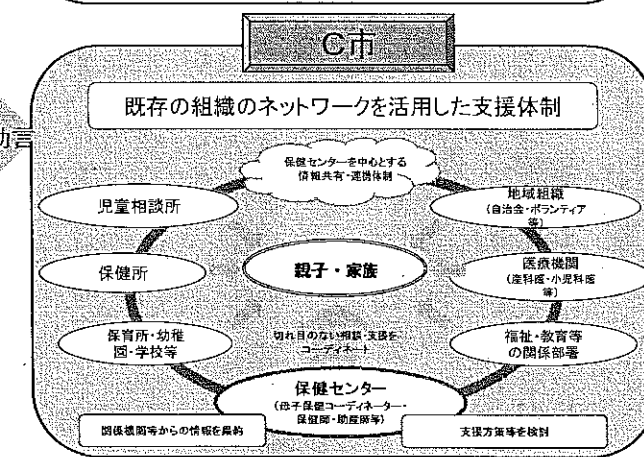 C市
既存の組織のネットワークを活用した支援体制
助言
保健センターを中心とする
情報共有・連携体制
児童相談所
地域組織
(自治会・ボランティア
等)
保健所
親子・家族
医療機関
(産科医・小児科医
等)
保育所・幼稚
園・学校等
切れ目のない相談・支援を
コーディネート
福祉・教育等
の関係部署
保健センター
(母子保健コーディネーター・
保健師・助産師等)
関係機関等からの情報を集約
支援方策等を検討